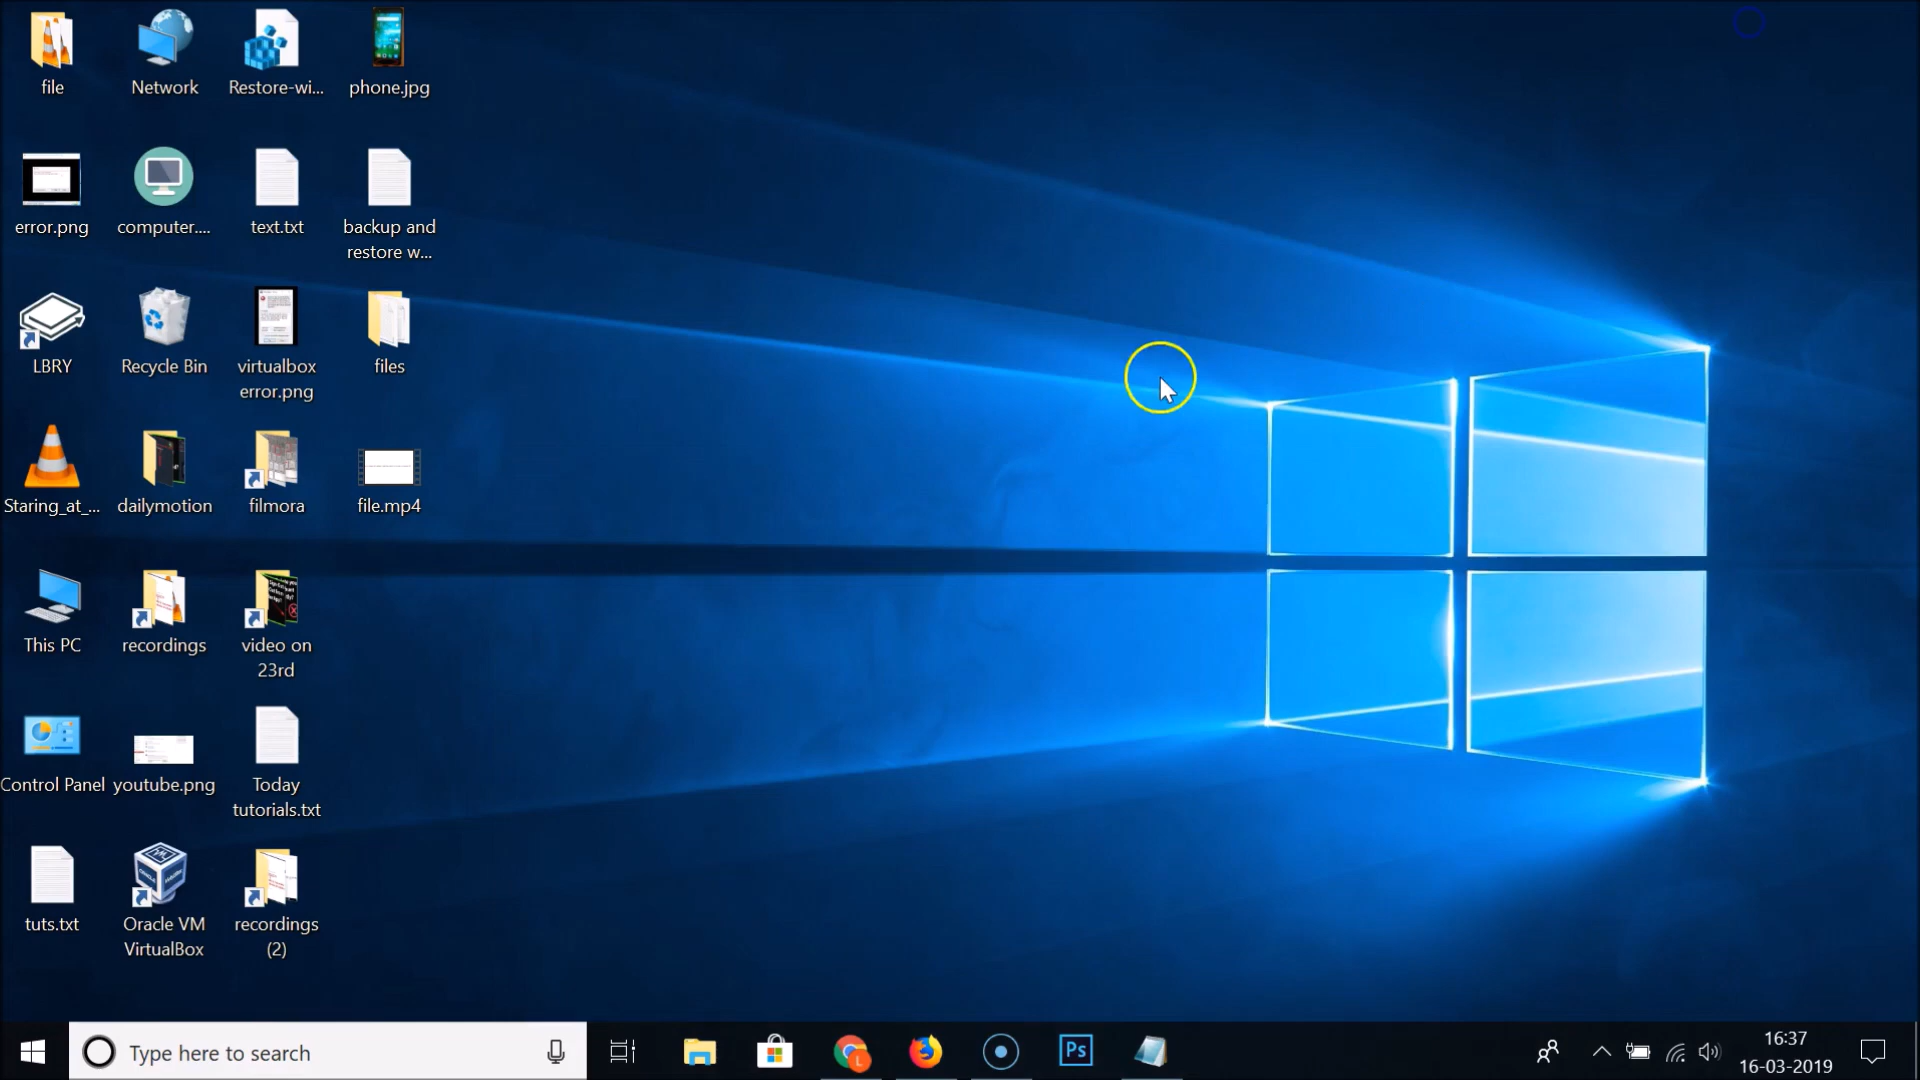 file
Network
Restore-wi...
phone.jpg
error.png
computer....
text.txt
backup and
restore w...
LBRY
Recycle Bin
virtualbox
error.png
files
Staring_at_...
dailymotion
filmora
file.mp4
This PC
recordings
video on
23rd
Control Panel
youtube.png
Today
tutorials.txt
tuts.txt
Oracle VM
VirtualBox
recordings
(2)
Type here to search
L
Ps
16:37
16-03-2019